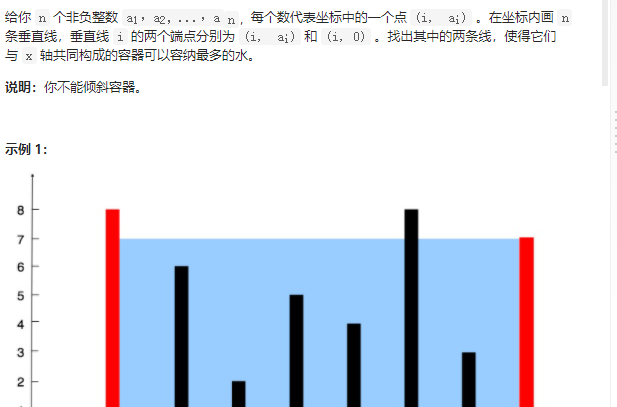 给你 n 个非负整数 a1，a2，...，a n，每个数代表坐标中的一个点 (i, ai) 。在坐标内画 n
条垂直线，垂直线 i 的两个端点分别为 (i, ai) 和 (i, 0) 。找出其中的两条线，使得它们
与 x 轴共同构成的容器可以容纳最多的水。
说明：你不能倾斜容器。
示例 1：
8
7
6
5
4
3
2